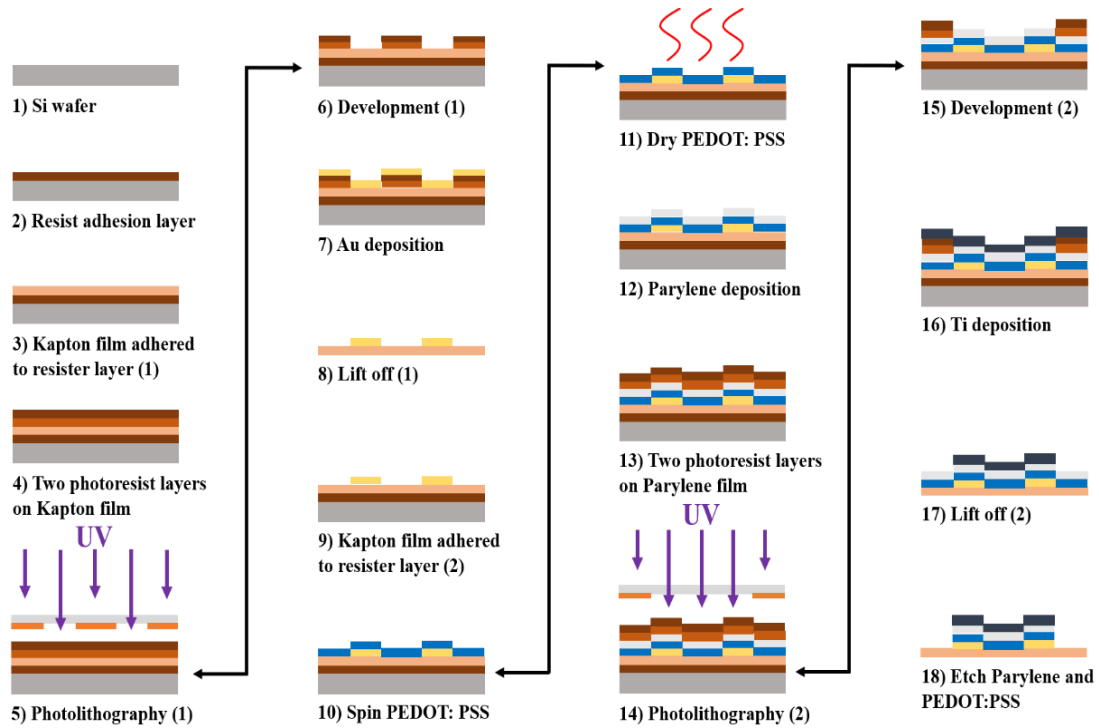 1) Si wafer
2) Resist adhesion layer
3) Kapton film adhered
to resister layer (1)
4) Two photoresist layers
on Kapton film
UV
5) Photolithography (1)
6) Development (1)
7) Au deposition
8) Lift off (1)
9) Kapton film adhered
to resister layer (2)
10) Spin PEDOT: PSS
11) Dry PEDOT: PSS
12) Parylene deposition
13) Two photoresist layers
on Parylene film
UV
14) Photolithography (2)
15) Development (2)
16) Ti deposition
17) Lift off (2)
18) Etch Parylene and
PEDOT:PSS